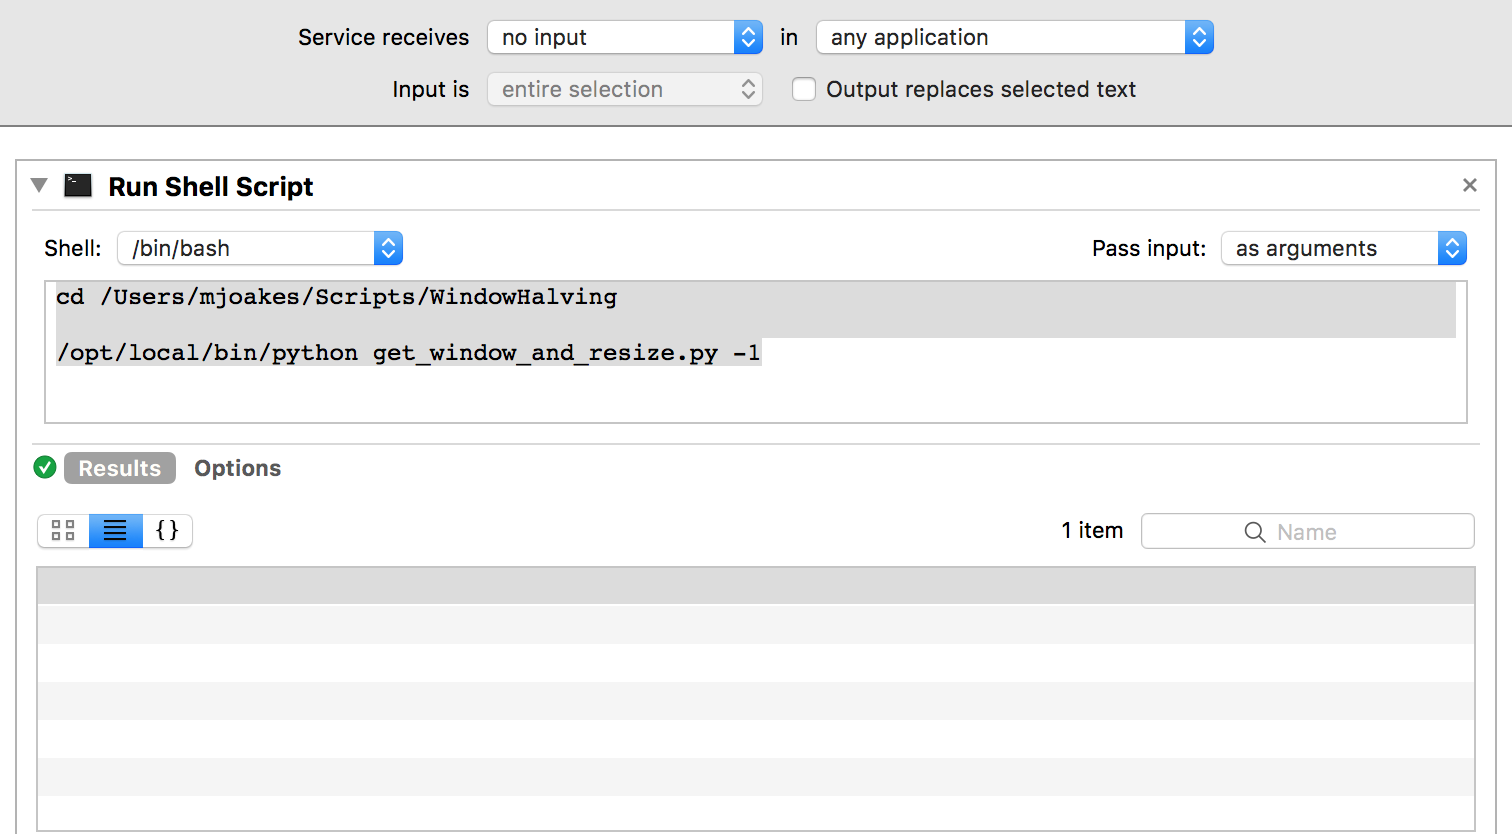 Service receives no input in any application
Input is entire selection Output replaces selected text
>_ Run Shell Script ×
Shell: /bin/bash Pass input: as arguments
cd /Users/mjoakes/Scripts/WindowHalving
/opt/local/bin/python get_window_and_resize.py -1
Results Options
{} 1 item Name